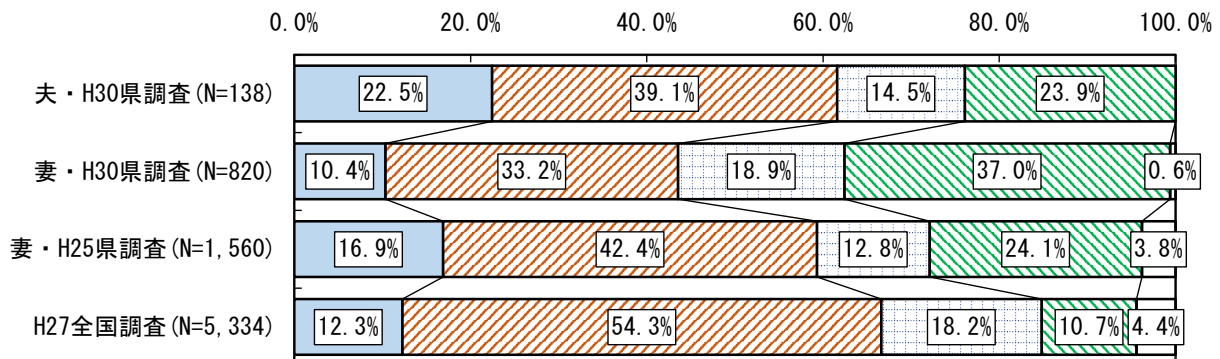 0.0% 20.0% 40.0% 60.0% 80.0% 100.0%
夫・H30県調査(N=138) 22.5% 39.1% 14.5% 23.9%
妻・H30県調査(N=820) 10.4% 33.2% 18.9% 37.0% 0.6%
妻・H25県調査(N=1,560) 16.9% 42.4% 12.8% 24.1% 3.8%
H27全国調査(N=5,334) 12.3% 54.3% 18.2% 10.7% 4.4%